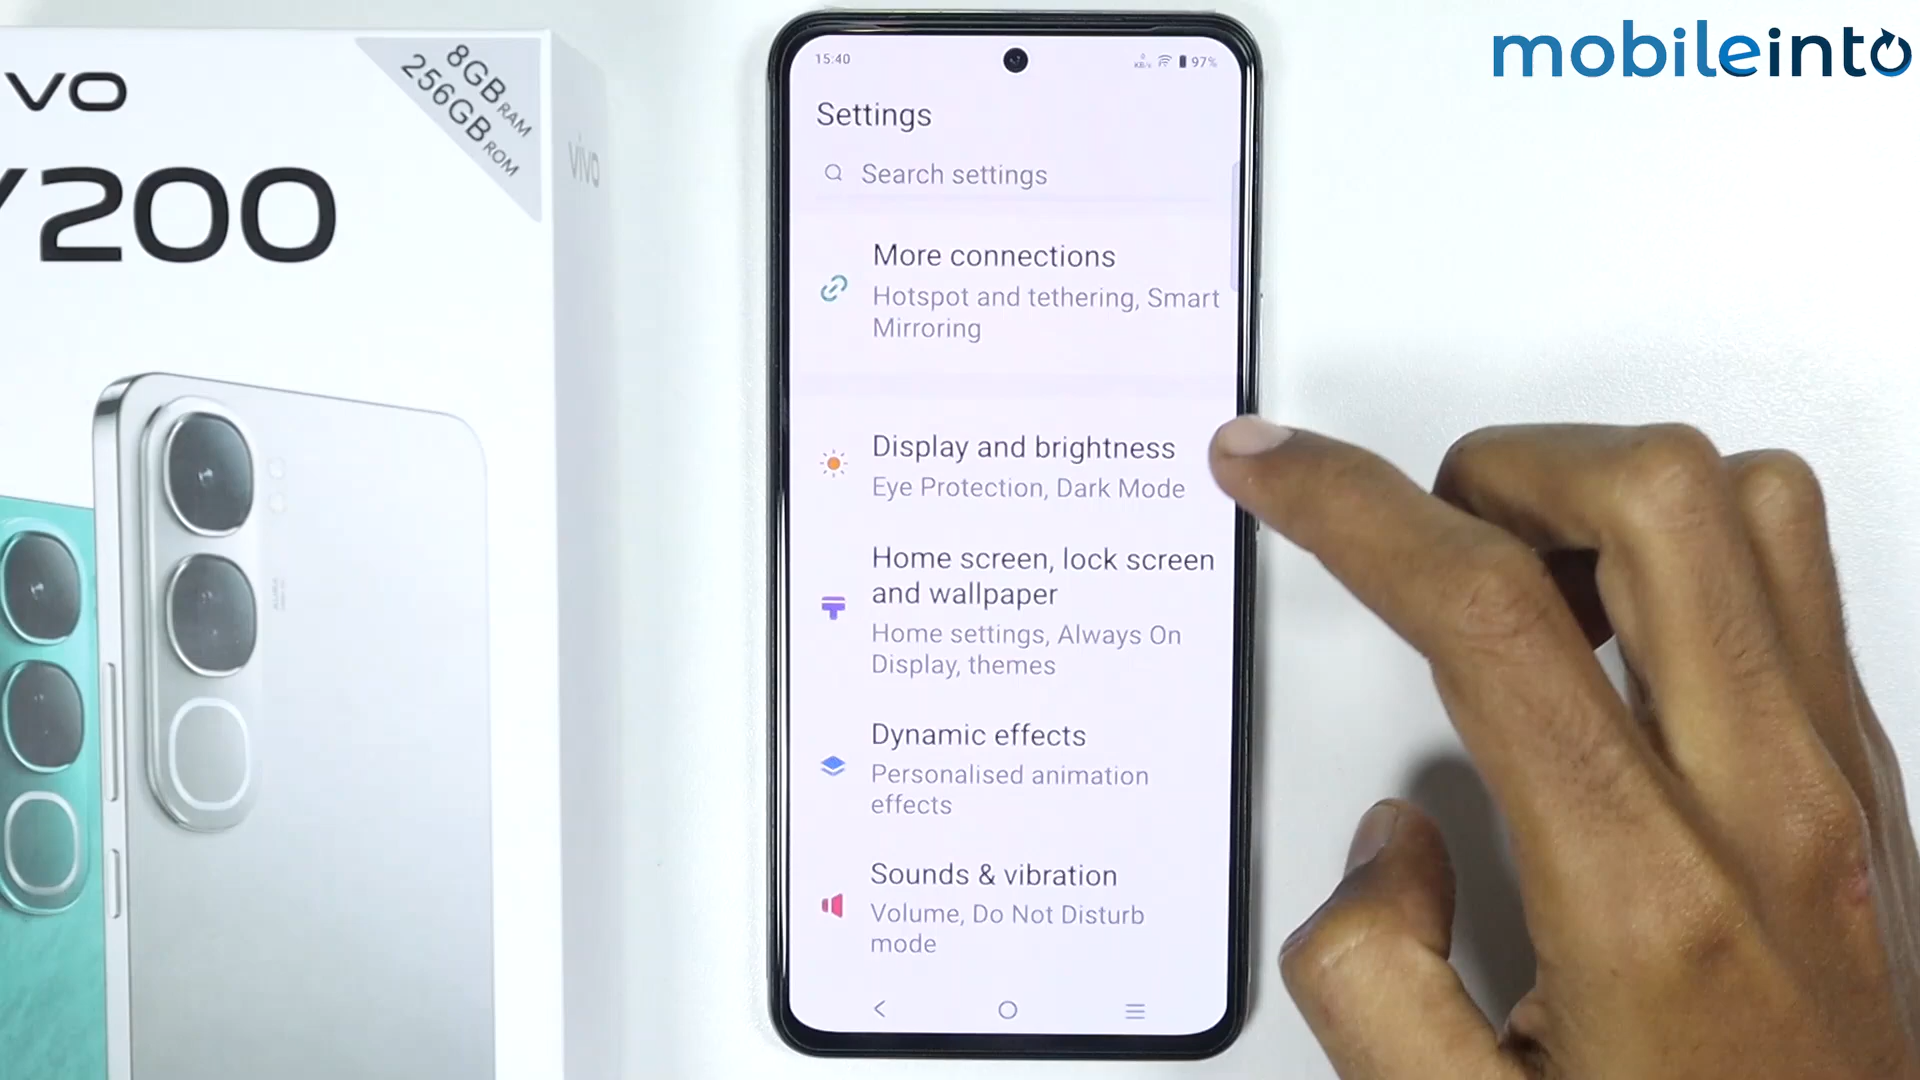 mobileinto
vo
Y200
8GB RAM
256GB ROM
vivo
15:40
97%
Settings
Search settings
More connections
Hotspot and tethering, Smart
Mirroring
Display and brightness
Eye Protection, Dark Mode
Home screen, lock screen
and wallpaper
Home settings, Always On
Display, themes
Dynamic effects
Personalised animation
effects
Sounds & vibration
Volume, Do Not Disturb
mode